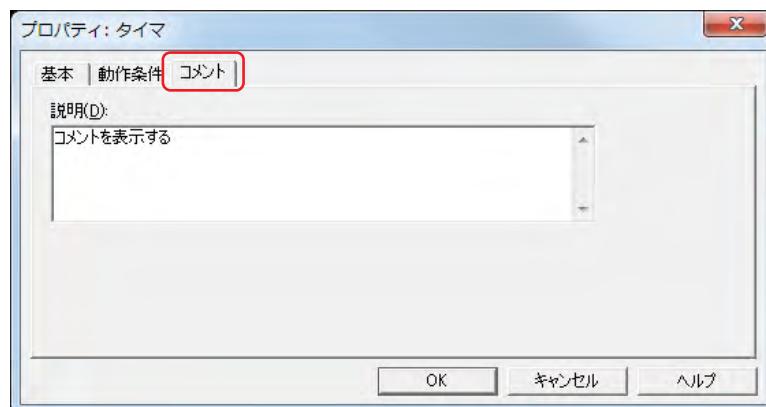 プロパティ: タイマ
基本 動作条件 コメント
説明(D):
コメントを表示する
OK キャンセル ヘルプ